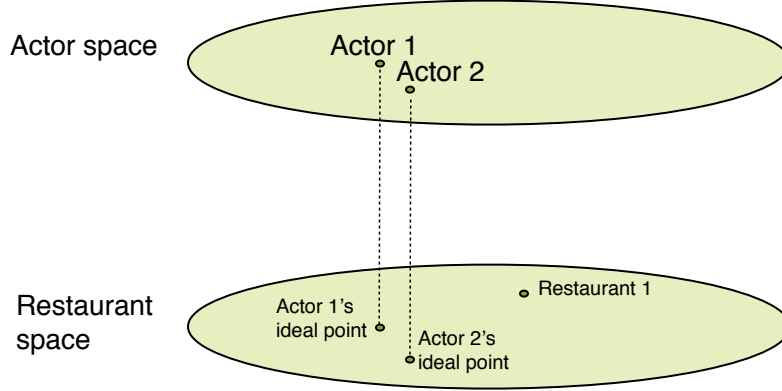 Actor space
Actor 1
Actor 2
Restaurant
space
Actor 1's
ideal point
Restaurant 1
Actor 2's
ideal point